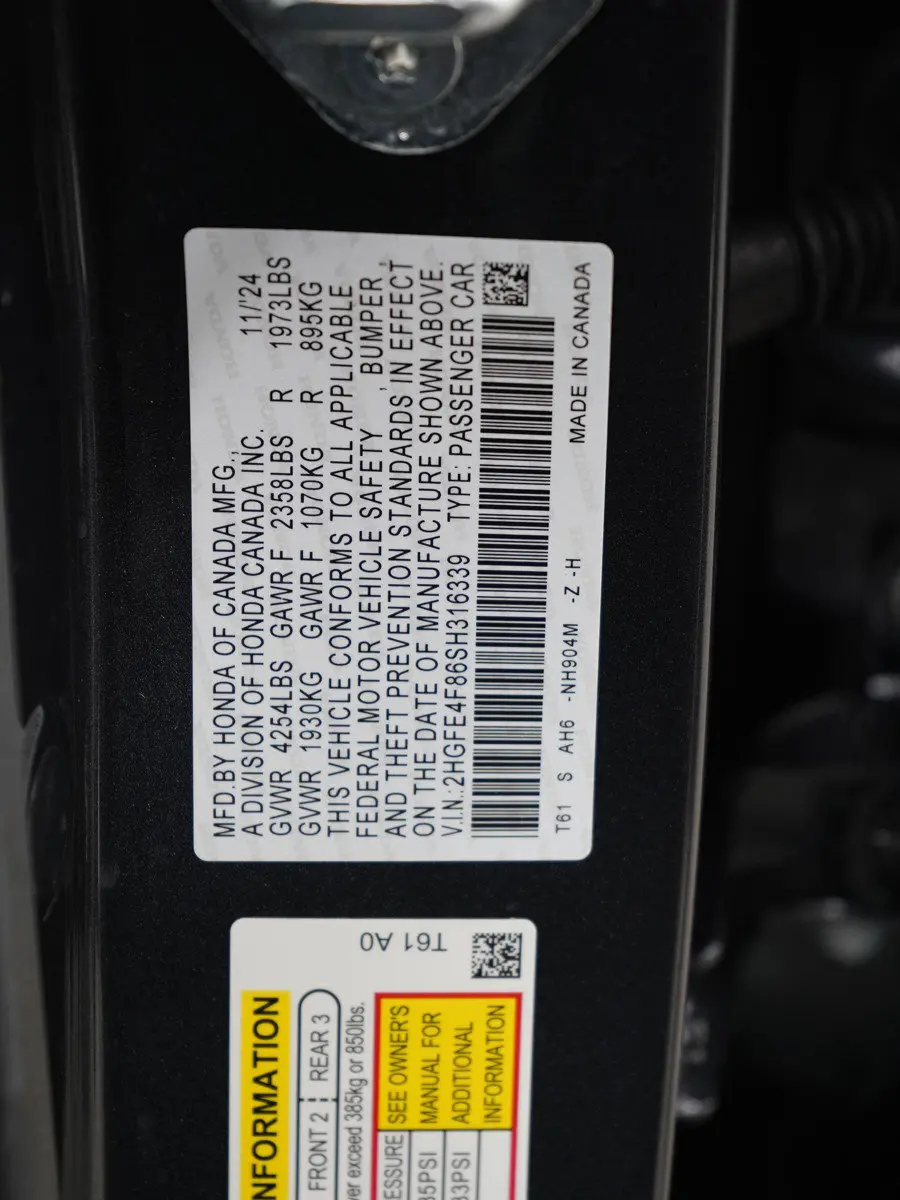 MFD.BY HONDA OF CANADA MFG., 11/'24
A DIVISION OF HONDA CANADA INC.
GVWR 4254LBS GAWR F 2358LBS R 1973LBS
GVWR 1930KG GAWR F 1070KG R 895KG
THIS VEHICLE CONFORMS TO ALL APPLICABLE
FEDERAL MOTOR VEHICLE SAFETY , BUMPER ,
AND THEFT PREVENTION STANDARDS IN EFFECT
ON THE DATE OF MANUFACTURE SHOWN ABOVE.
V.I.N.:2HGFE4F86SH316339 TYPE: PASSENGER CAR
T61 S AH6 -NH904M -Z -H MADE IN CANADA
T61 A0
FRONT 2 REAR 3
385kg or 850lbs.
SEE OWNER'S
MANUAL FOR
ADDITIONAL
INFORMATION